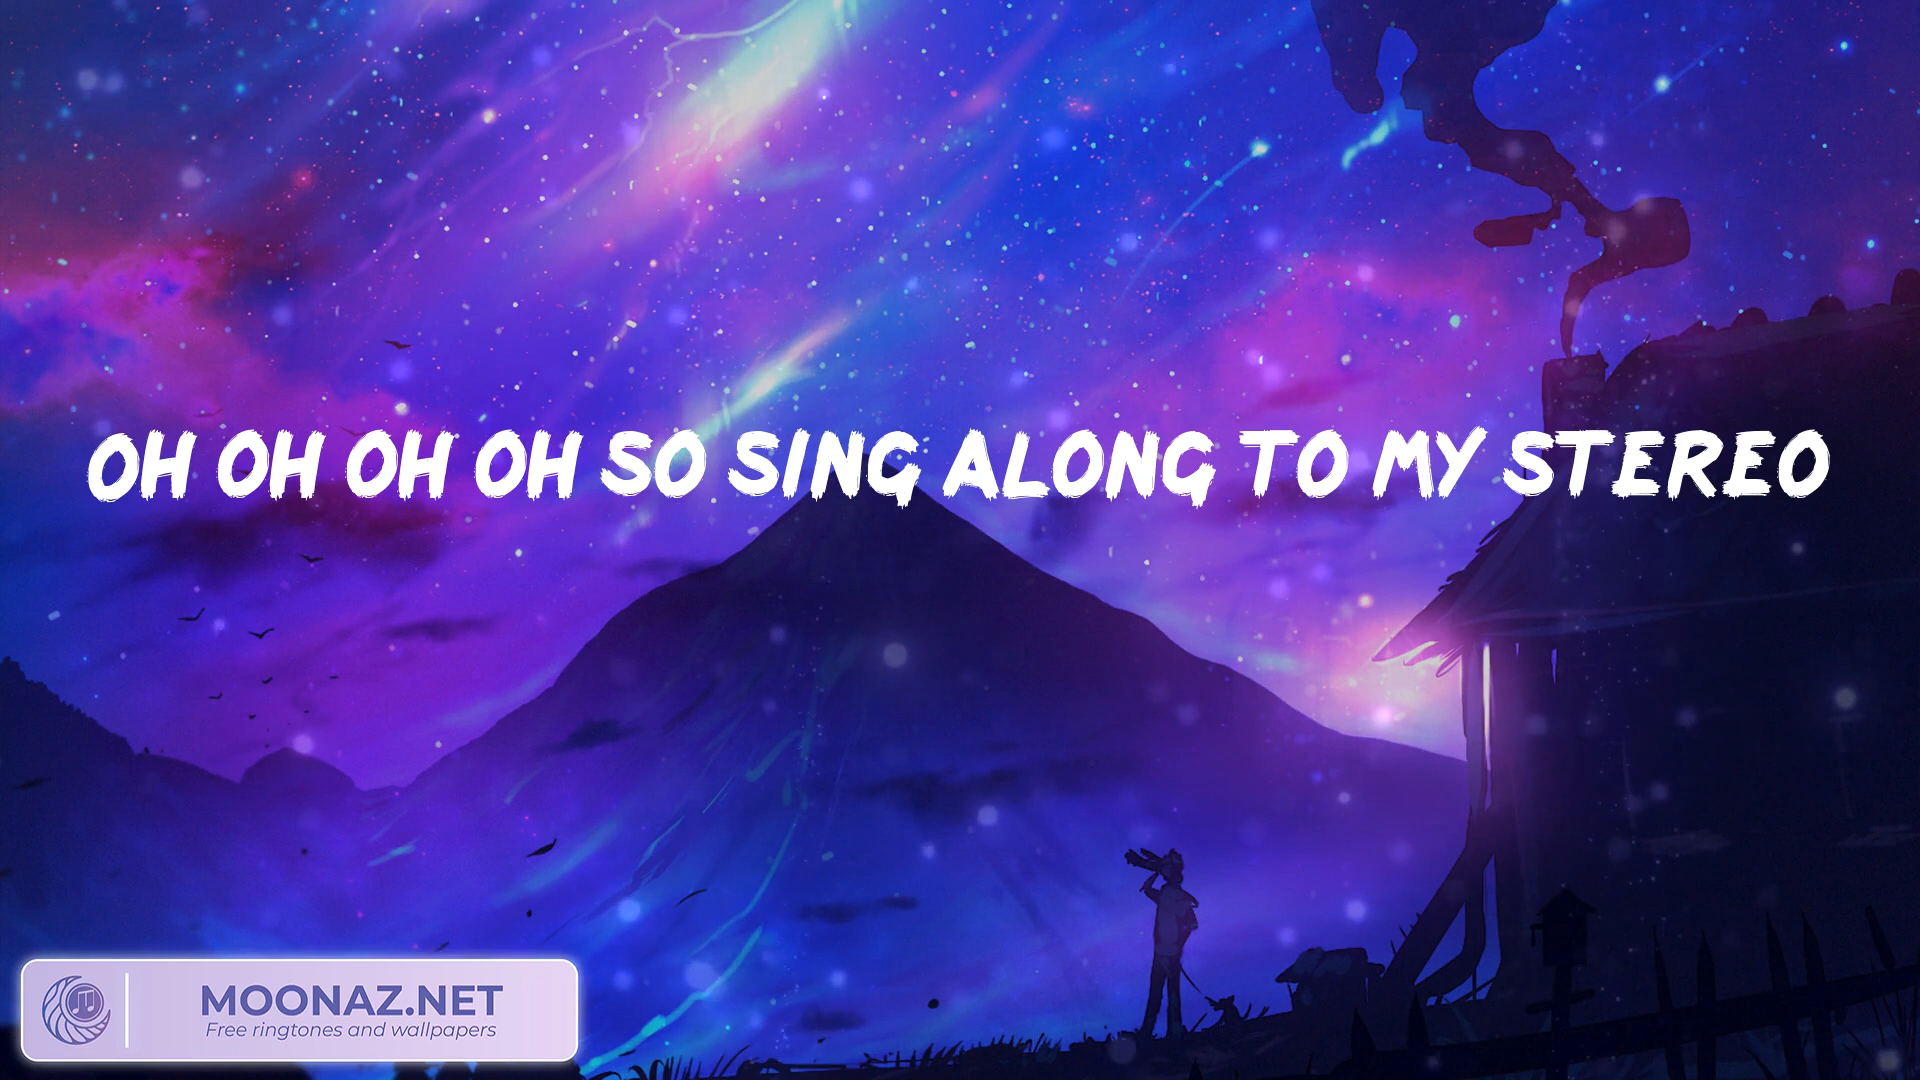 OH OH OH OH SO SING ALONG TO MY STEREO
MOONAZ.NET
Free ringtones and wallpapers